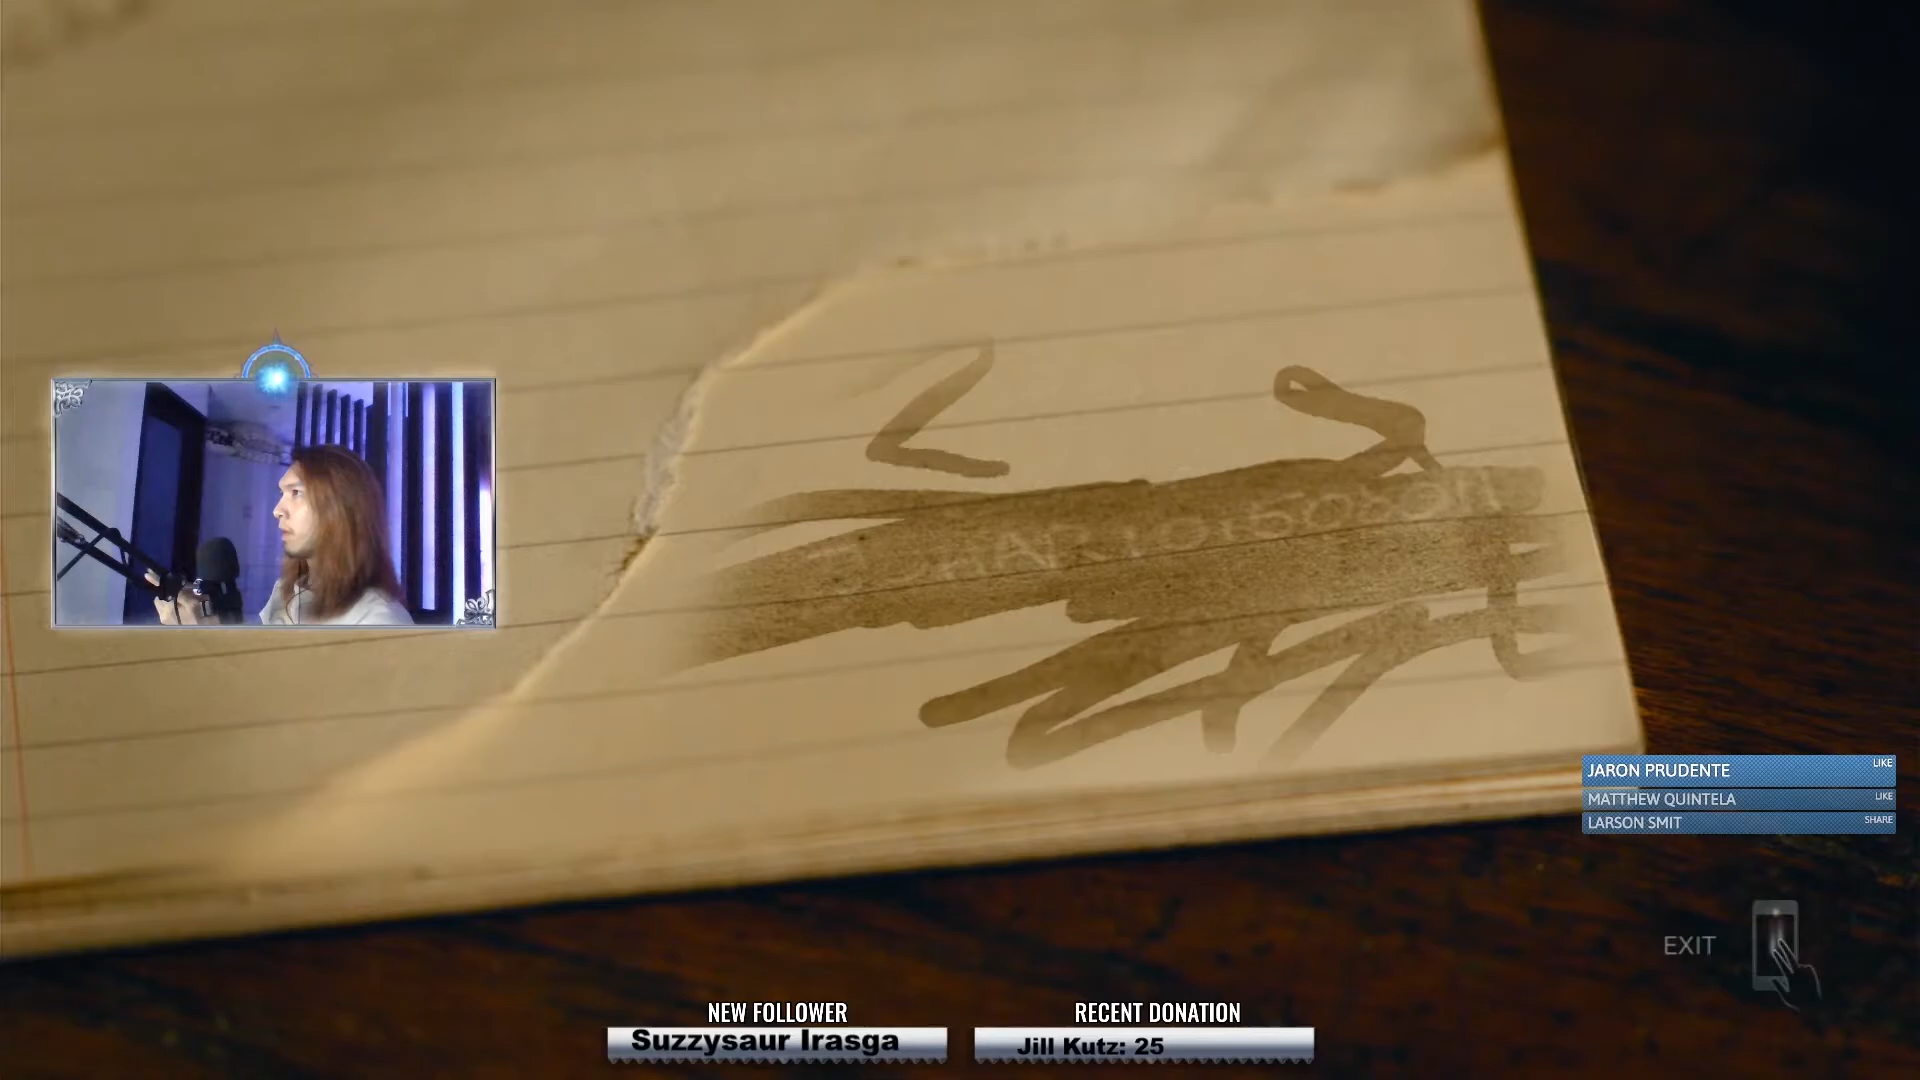 JARON PRUDENTE LIKE
MATTHEW QUINTELA LIKE
LARSON SMIT SHARE
EXIT
NEW FOLLOWER
Suzzysaur Irasga
RECENT DONATION
Jill Kutz: 25